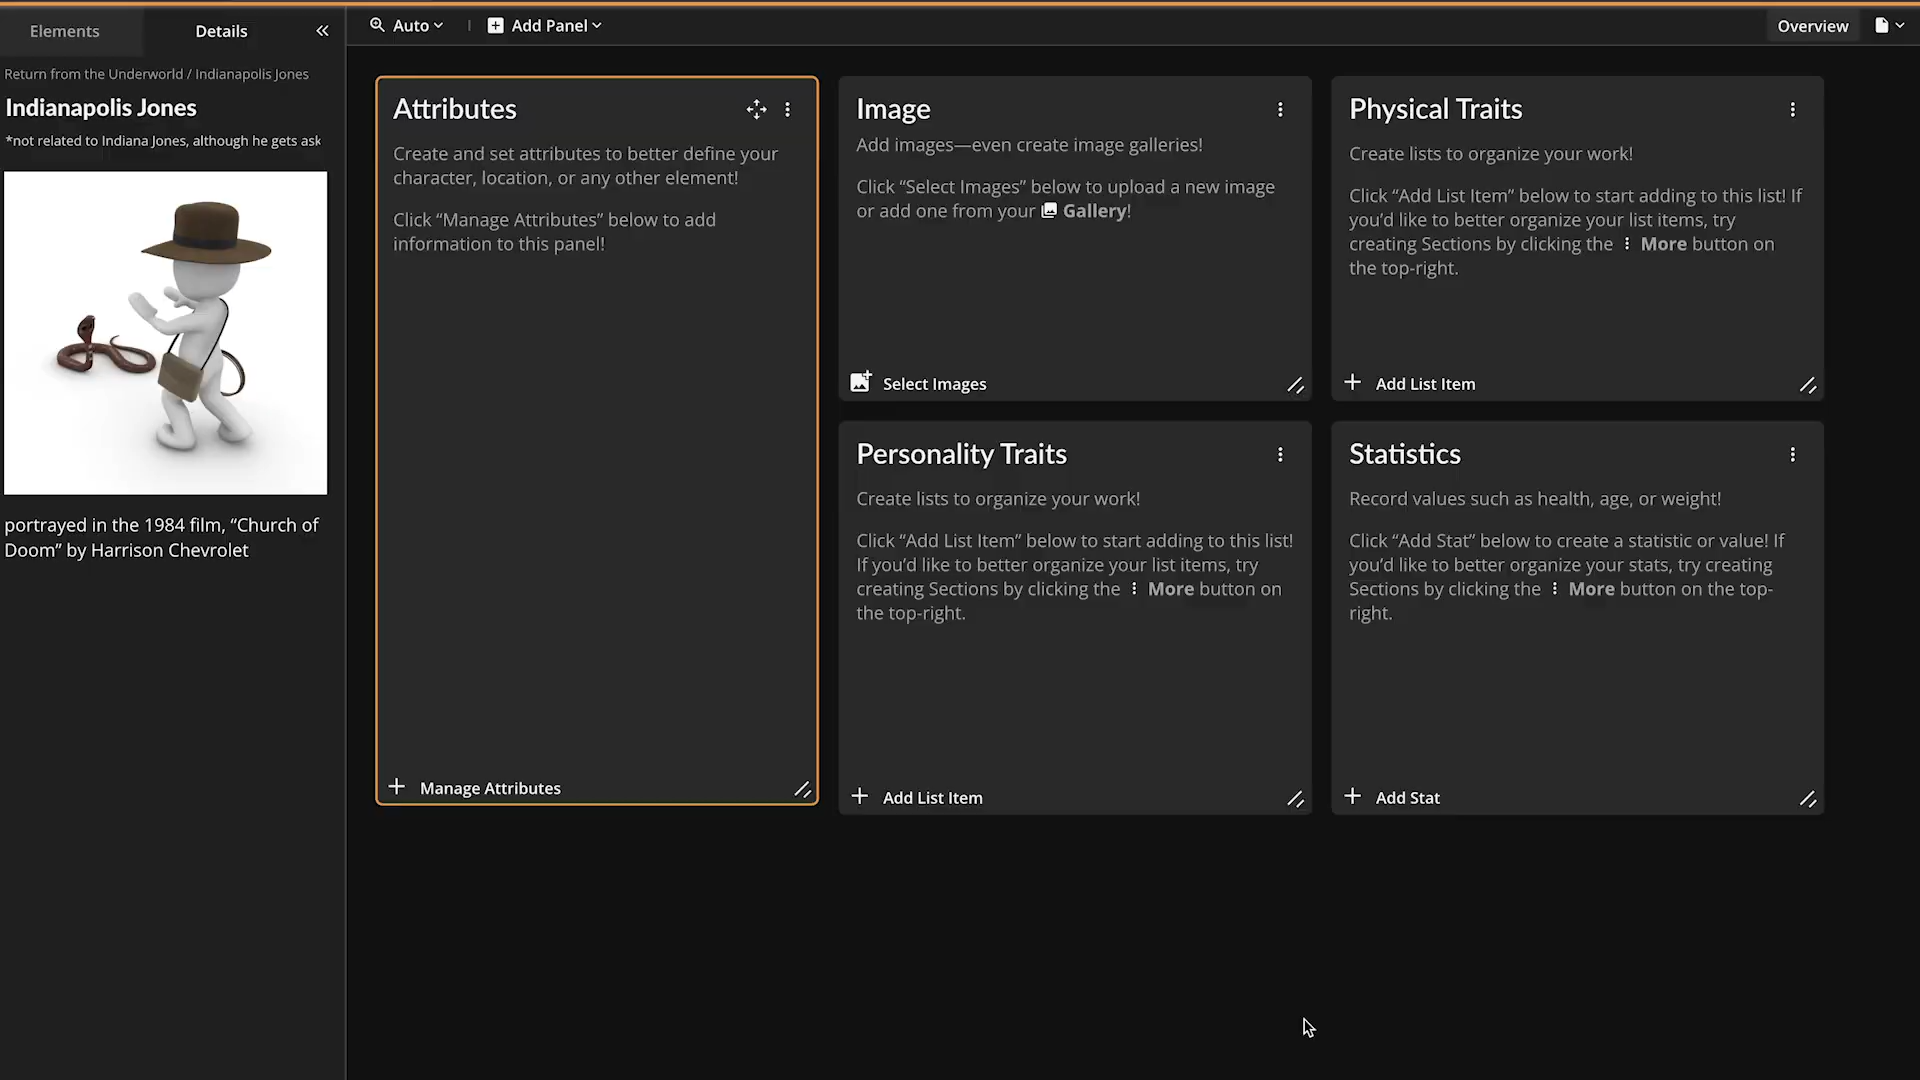 Elements
Details
Auto
Add Panel
Overview
Return from the Underworld / Indianapolis Jones
Indianapolis Jones
*not related to Indiana Jones, although he gets ask
portrayed in the 1984 film, “Church of
Doom” by Harrison Chevrolet
Attributes
Create and set attributes to better define your
character, location, or any other element!
Click “Manage Attributes” below to add
information to this panel!
Manage Attributes
Image
Add images—even create image galleries!
Click “Select Images” below to upload a new image
or add one from your Gallery!
Select Images
Physical Traits
Create lists to organize your work!
Click “Add List Item” below to start adding to this list! If
you’d like to better organize your list items, try
creating Sections by clicking the More button on
the top-right.
Add List Item
Personality Traits
Create lists to organize your work!
Click “Add List Item” below to start adding to this list!
If you’d like to better organize your list items, try
creating Sections by clicking the More button on
the top-right.
Add List Item
Statistics
Record values such as health, age, or weight!
Click “Add Stat” below to create a statistic or value! If
you’d like to better organize your stats, try creating
Sections by clicking the More button on the top-
right.
Add Stat